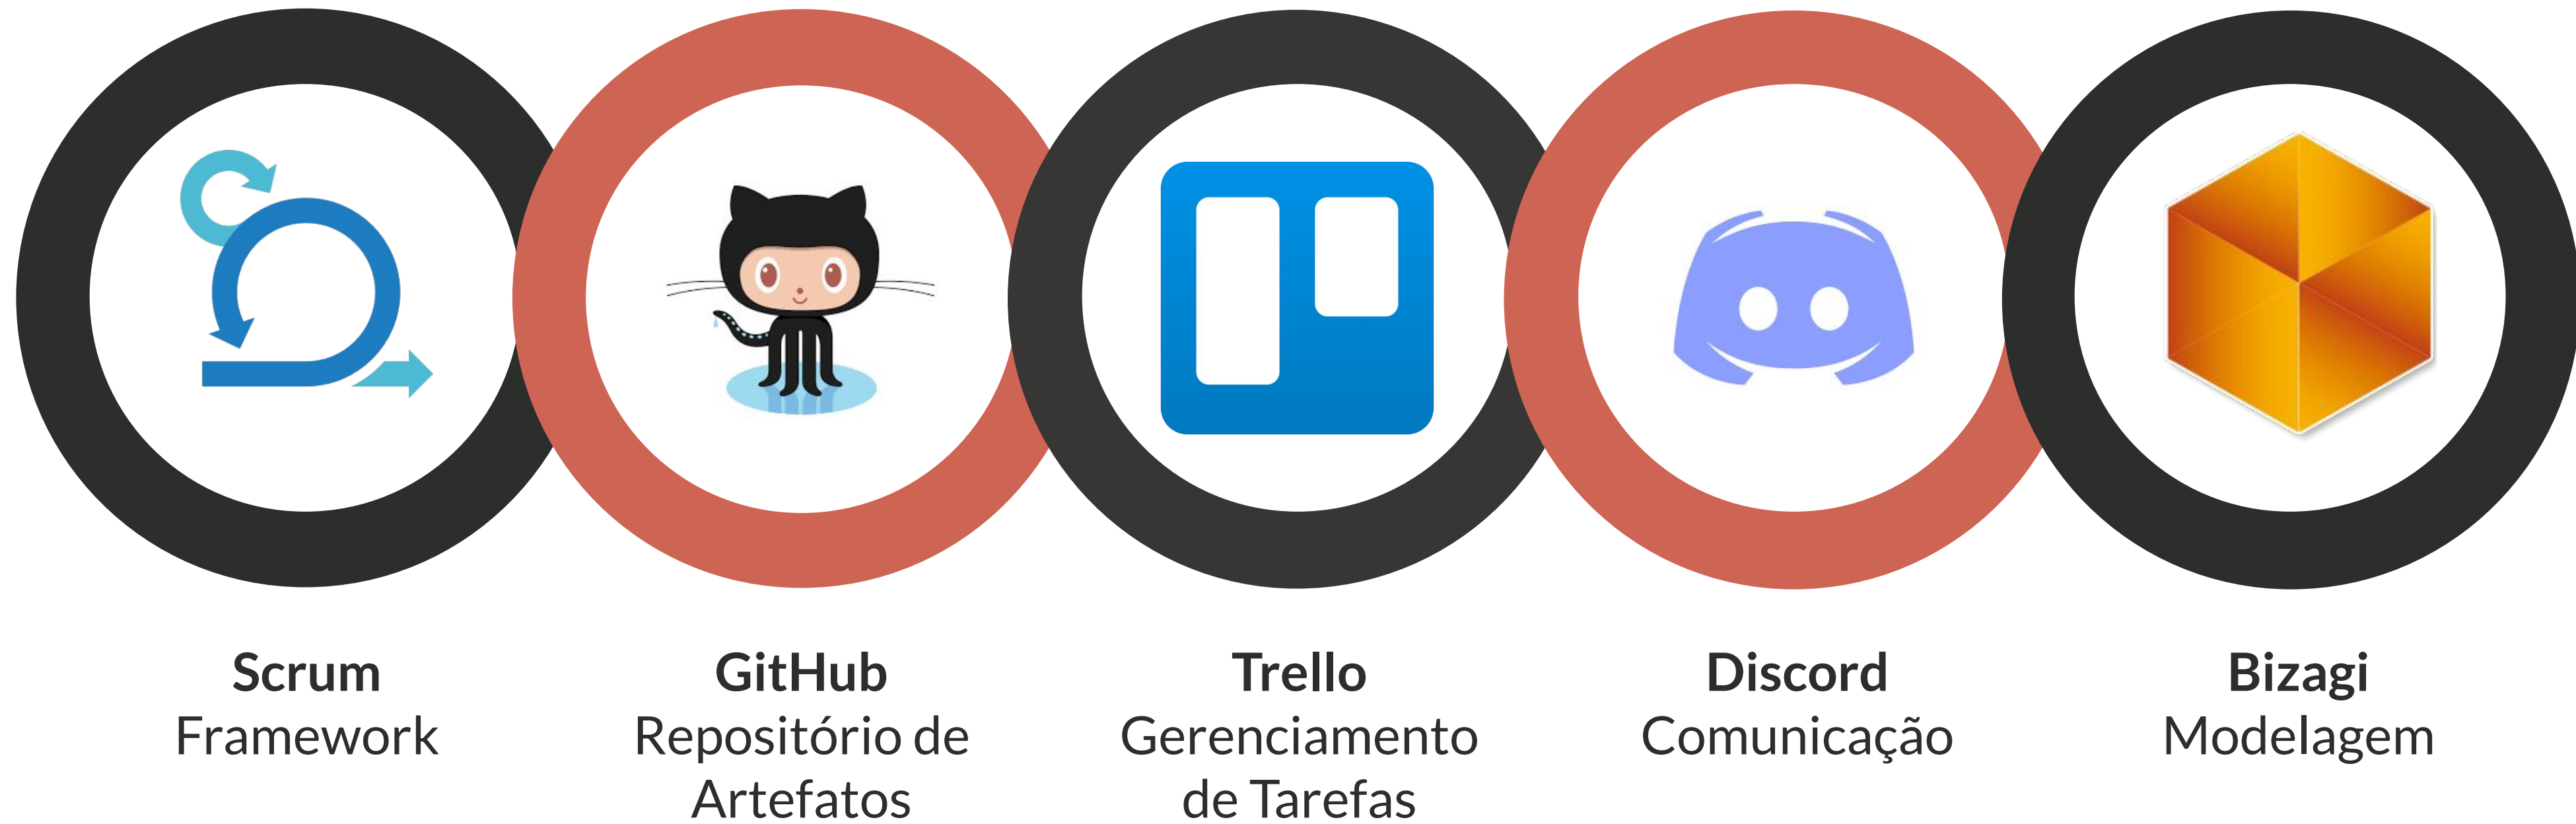 Scrum
Framework
GitHub
Repositório de
Artefatos
Trello
Gerenciamento
de Tarefas
Discord
Comunicação
Bizagi
Modelagem